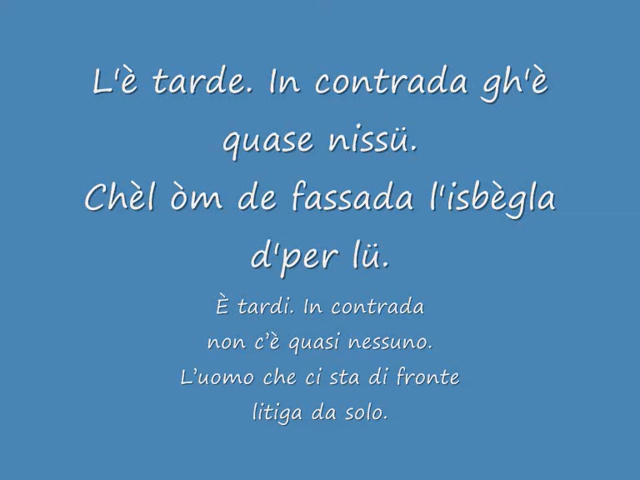 L'è tarde. In contrada gh'è
quase nissü.
Chèl òm de fassada l'isbègla
d'per lü.
È tardi. In contrada
non c’è quasi nessuno.
L’uomo che ci sta di fronte
litiga da solo.